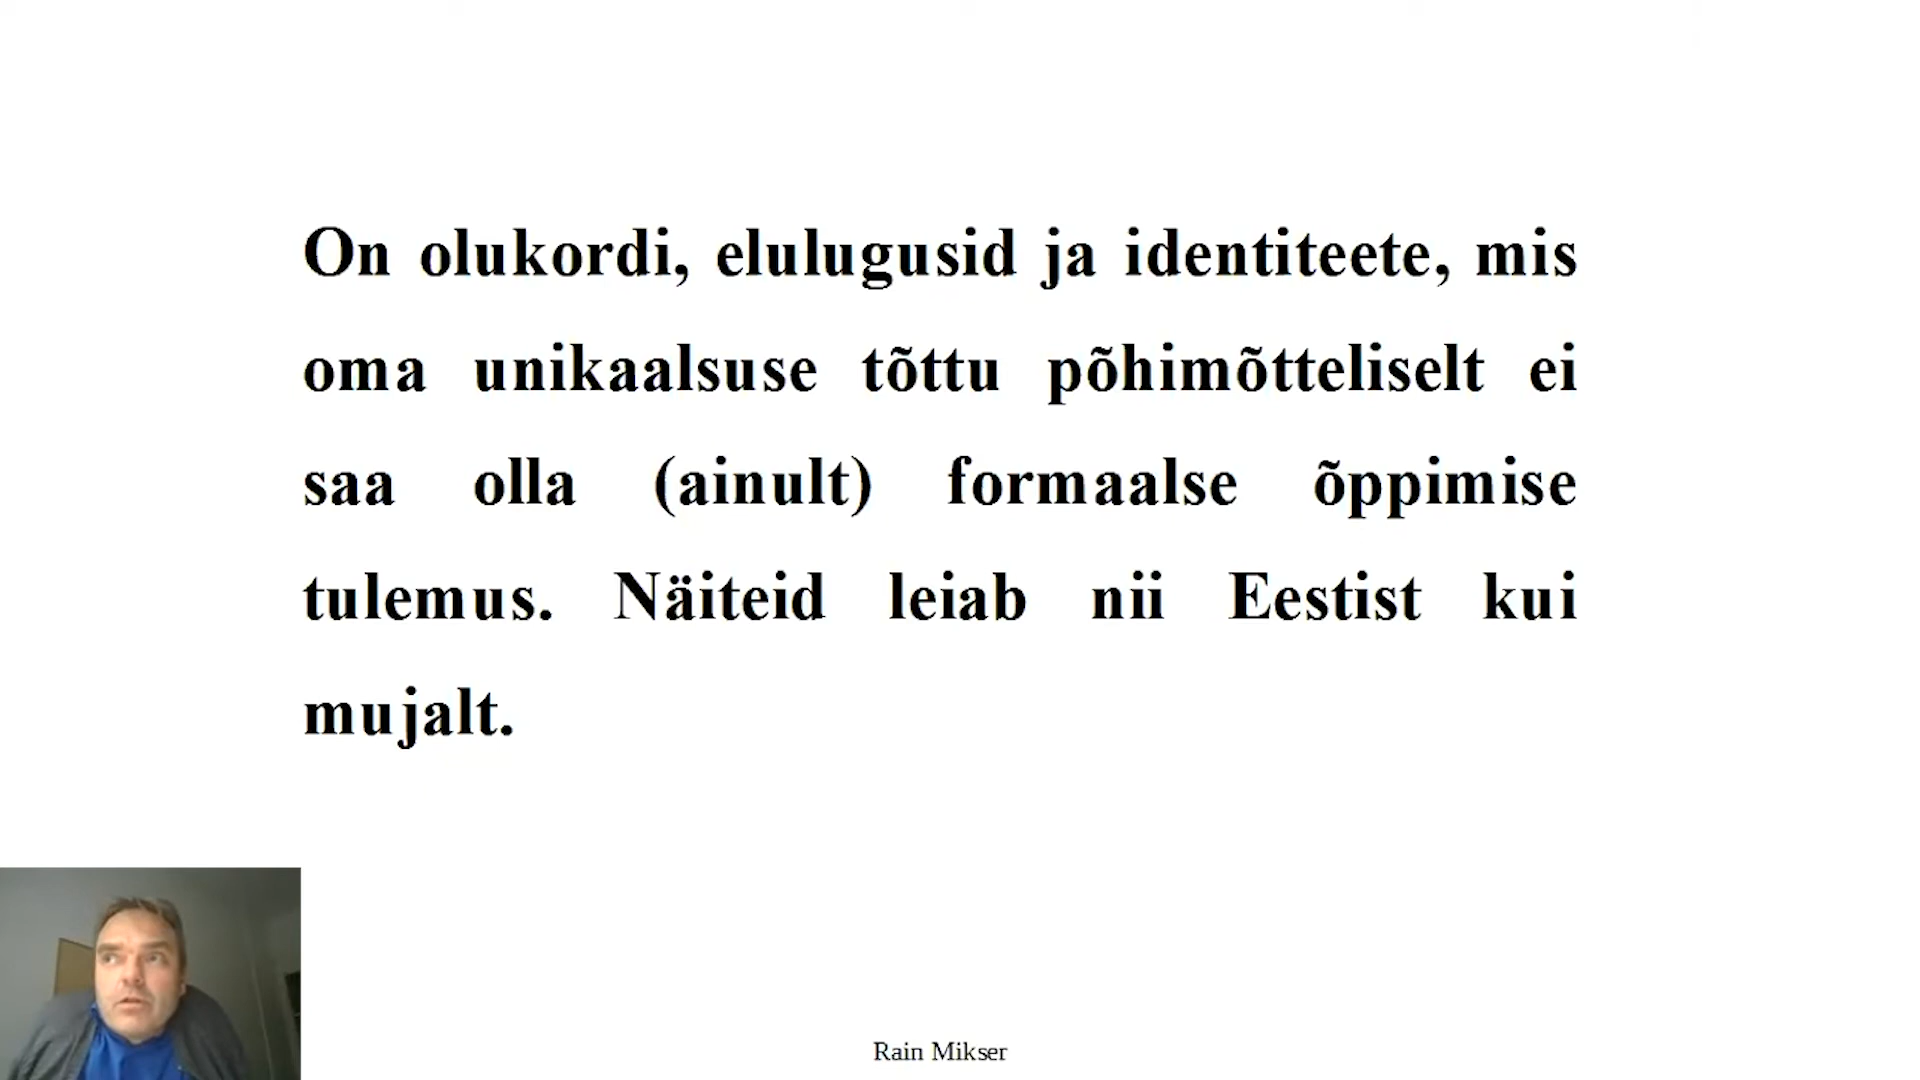 On olukordi, elulugusid ja identiteete, mis
oma unikaalsuse tõttu põhimõtteliselt ei
saa olla (ainult) formaalse õppimise
tulemus. Näiteid leiab nii Eestist kui
mujalt.
Rain Mikser